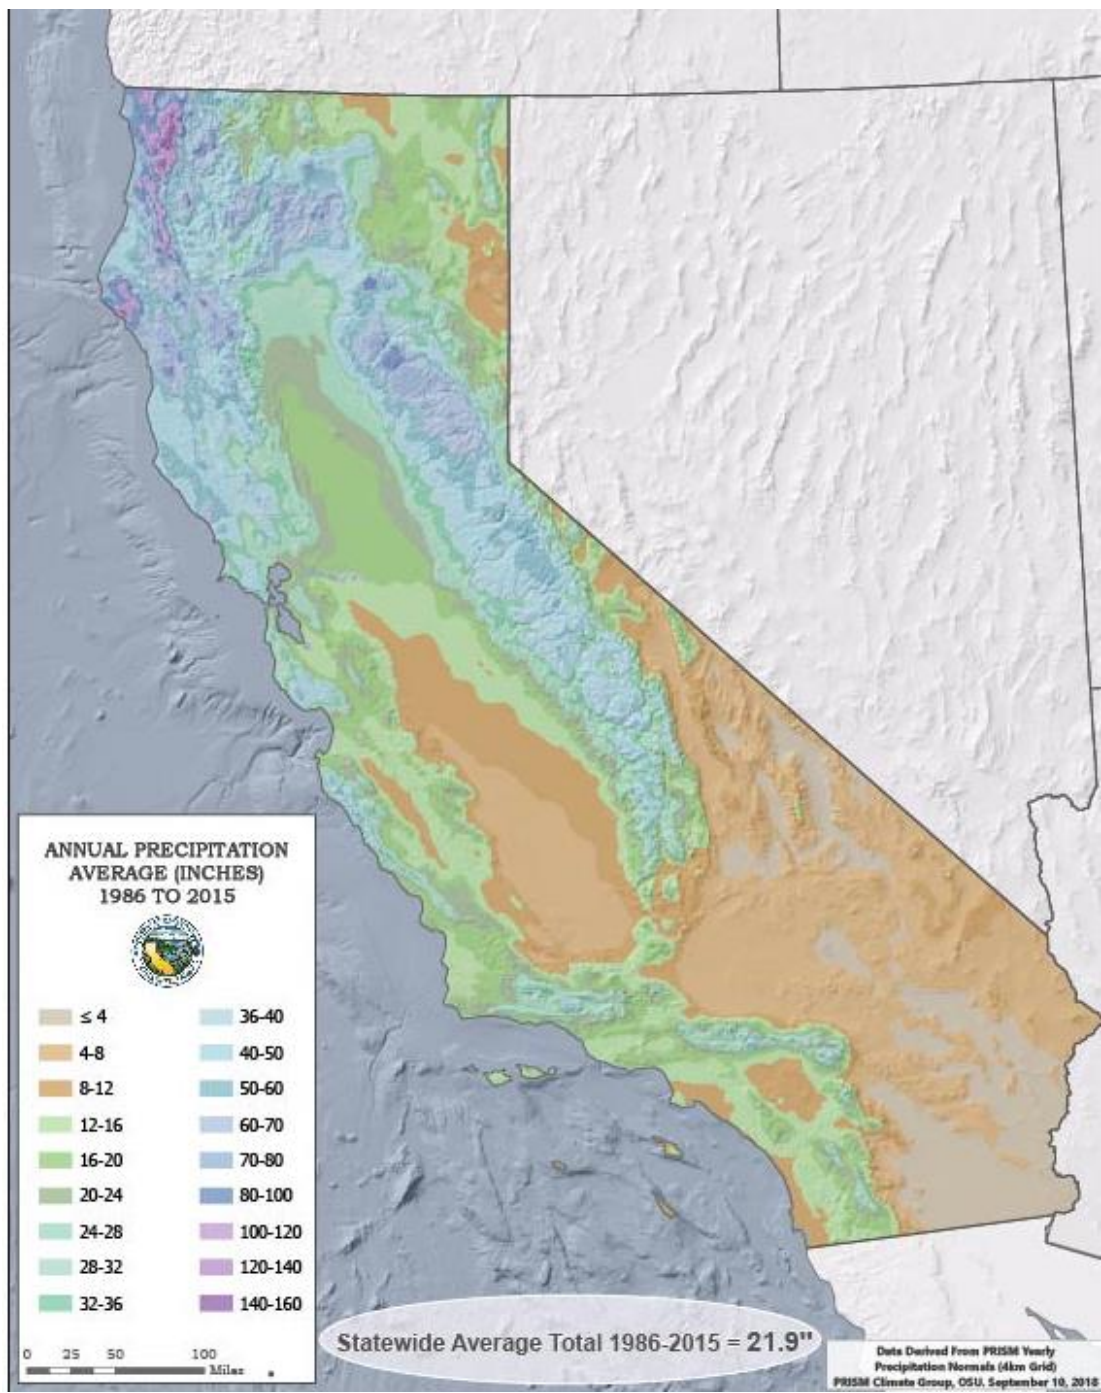 ANNUAL PRECIPITATION
AVERAGE (INCHES)
1986 TO 2015
≤ 4
4-8
8-12
12-16
16-20
20-24
24-28
28-32
32-36
36-40
40-50
50-60
60-70
70-80
80-100
100-120
120-140
140-160
0 25 50 100
Miles
Statewide Average Total 1986-2015 = 21.9"
Data Derived From PRISM Yearly
Precipitation Normals (4km Grid)
PRISM Climate Group, OSU. September 10, 2018